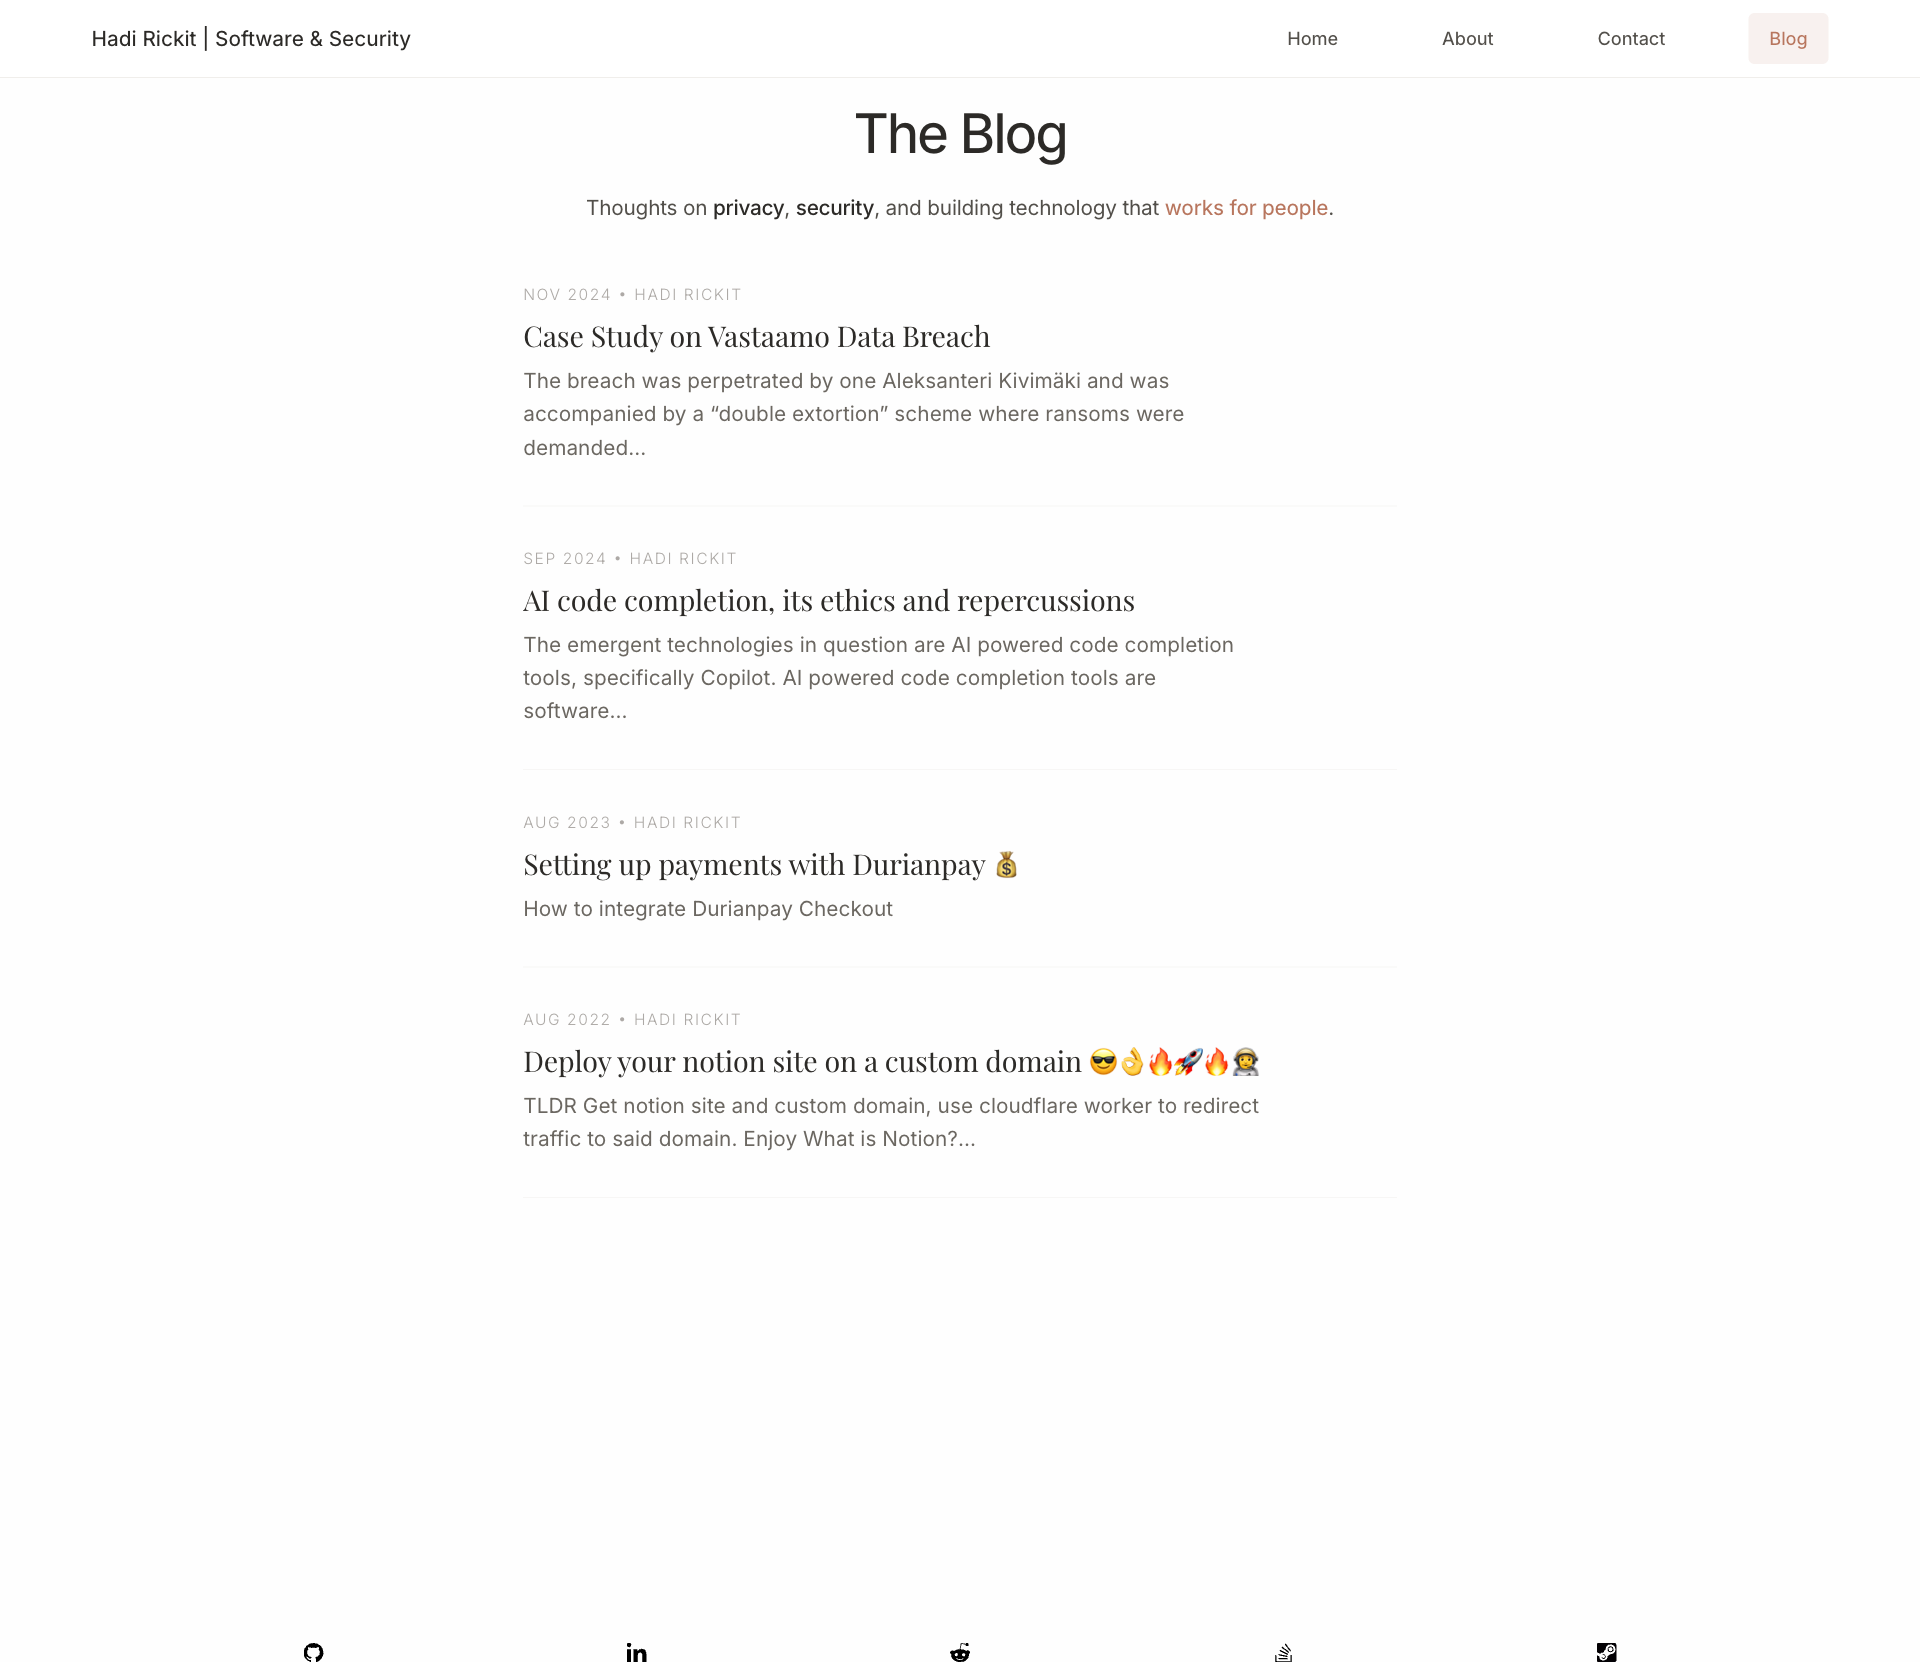 Hadi Rickit | Software & Security
Home
About
Contact
Blog
The Blog
Thoughts on privacy, security, and building technology that works for people.
NOV 2024 • HADI RICKIT
Case Study on Vastaamo Data Breach
The breach was perpetrated by one Aleksanteri Kivimäki and was
accompanied by a “double extortion” scheme where ransoms were
demanded...
SEP 2024 • HADI RICKIT
AI code completion, its ethics and repercussions
The emergent technologies in question are AI powered code completion
tools, specifically Copilot. AI powered code completion tools are
software...
AUG 2023 • HADI RICKIT
Setting up payments with Durianpay 💰
How to integrate Durianpay Checkout
AUG 2022 • HADI RICKIT
Deploy your notion site on a custom domain 😎👌🔥🚀🔥👩‍🚀
TLDR Get notion site and custom domain, use cloudflare worker to redirect
traffic to said domain. Enjoy What is Notion?...
in